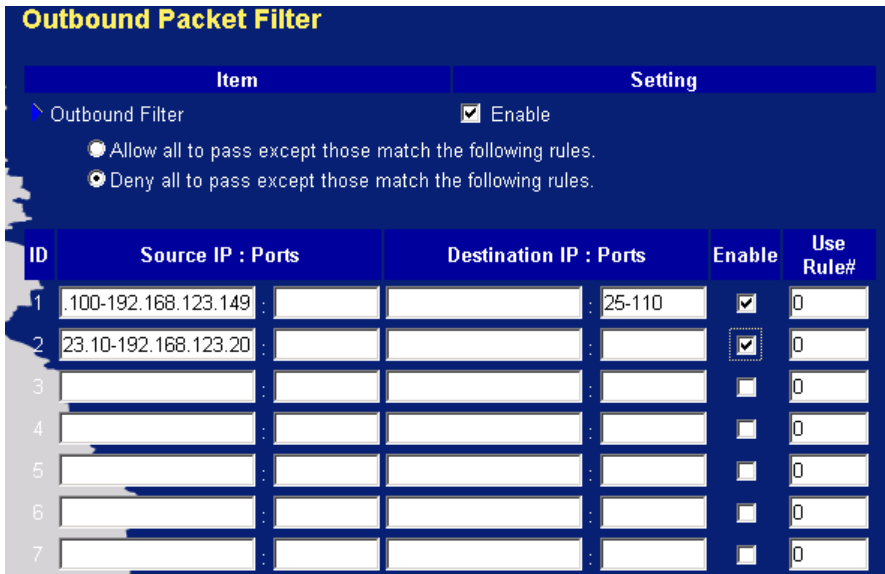 Outbound Packet Filter
Item Setting
Outbound Filter Enable
Allow all to pass except those match the following rules.
Deny all to pass except those match the following rules.
ID Source IP : Ports Destination IP : Ports Enable Use Rule#
1 .100-192.168.123.149 : : 25-110 0
2 23.10-192.168.123.20 : : 0
3 : : 0
4 : : 0
5 : : 0
6 : : 0
7 : : 0